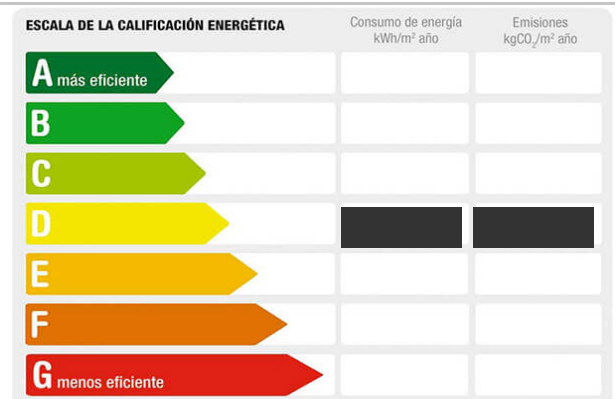 ESCALA DE LA CALIFICACIÓN ENERGÉTICA
Consumo de energía
kWh/m² año
Emisiones
kgCO₂/m² año
A más eficiente
B
C
D
E
F
G menos eficiente